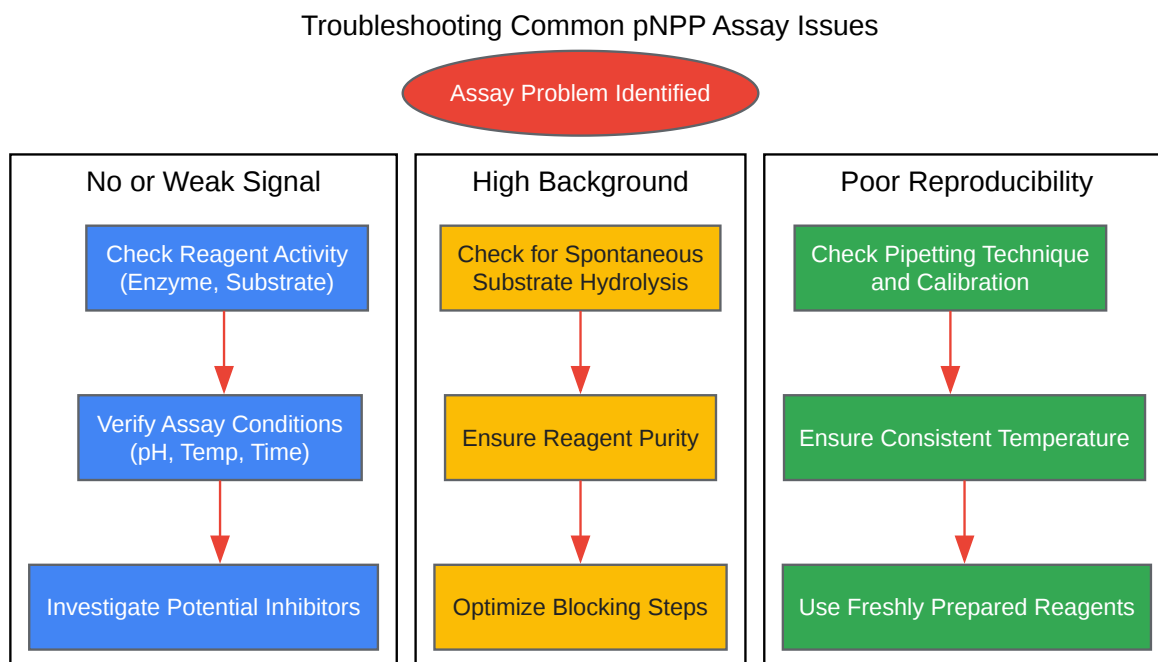 Troubleshooting Common pNPP Assay Issues
Assay Problem Identified
No or Weak Signal
Check Reagent Activity
(Enzyme, Substrate)
Verify Assay Conditions
(pH, Temp, Time)
Investigate Potential Inhibitors
High Background
Check for Spontaneous
Substrate Hydrolysis
Ensure Reagent Purity
Optimize Blocking Steps
Poor Reproducibility
Check Pipetting Technique
and Calibration
Ensure Consistent Temperature
Use Freshly Prepared Reagents